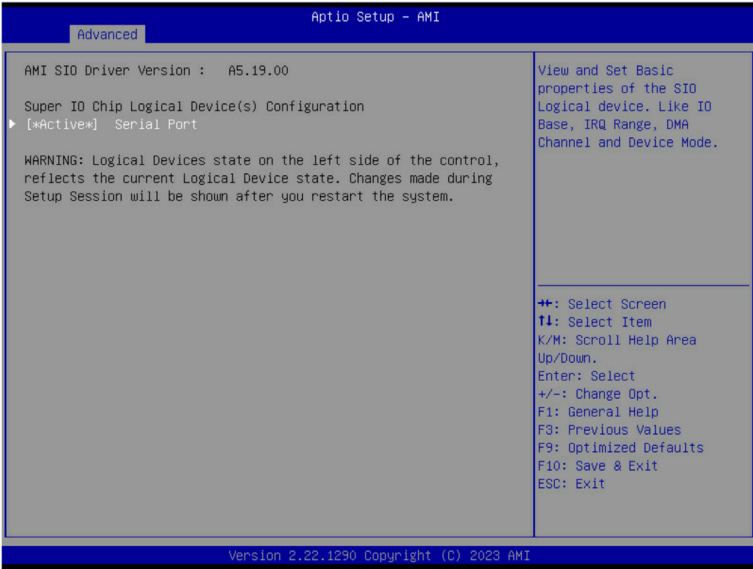 Aptio Setup – AMI
Advanced
AMI SIO Driver Version : A5.19.00
Super IO Chip Logical Device(s) Configuration
[*Active*] Serial Port
WARNING: Logical Devices state on the left side of the control,
reflects the current Logical Device state. Changes made during
Setup Session will be shown after you restart the system.
View and Set Basic
properties of the SIO
Logical device. Like IO
Base, IRQ Range, DMA
Channel and Device Mode.
→←: Select Screen
↑↓: Select Item
K/M: Scroll Help Area
Up/Down.
Enter: Select
+/-: Change Opt.
F1: General Help
F3: Previous Values
F9: Optimized Defaults
F10: Save & Exit
ESC: Exit
Version 2.22.1290 Copyright (C) 2023 AMI